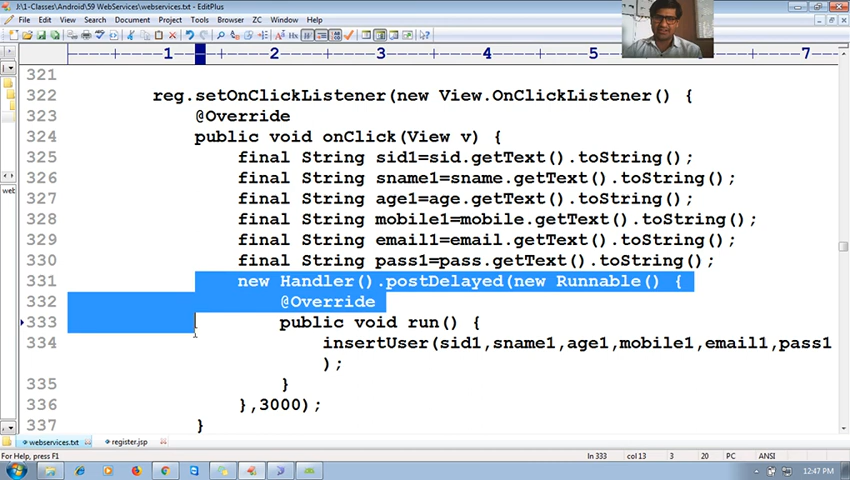 J:\1-Classes\Android\59 WebServices\webservices.txt - EditPlus
File Edit View Search Document Project Tools Browser ZC Window Help
1 2 3 4 5 6 7
321
322 reg.setOnClickListener(new View.OnClickListener() {
323 @Override
324 public void onClick(View v) {
325 final String sid1=sid.getText().toString();
326 final String sname1=sname.getText().toString();
327 final String age1=age.getText().toString();
328 final String mobile1=mobile.getText().toString();
329 final String email1=email.getText().toString();
330 final String pass1=pass.getText().toString();
331 new Handler().postDelayed(new Runnable() {
332 @Override
333 public void run() {
334 insertUser(sid1,sname1,age1,mobile1,email1,pass1
);
335 }
336 },3000);
337 }
web
webservices.txt register.jsp
For Help, press F1 ln 333 col 13 3 20 PC ANSI
12:47 PM